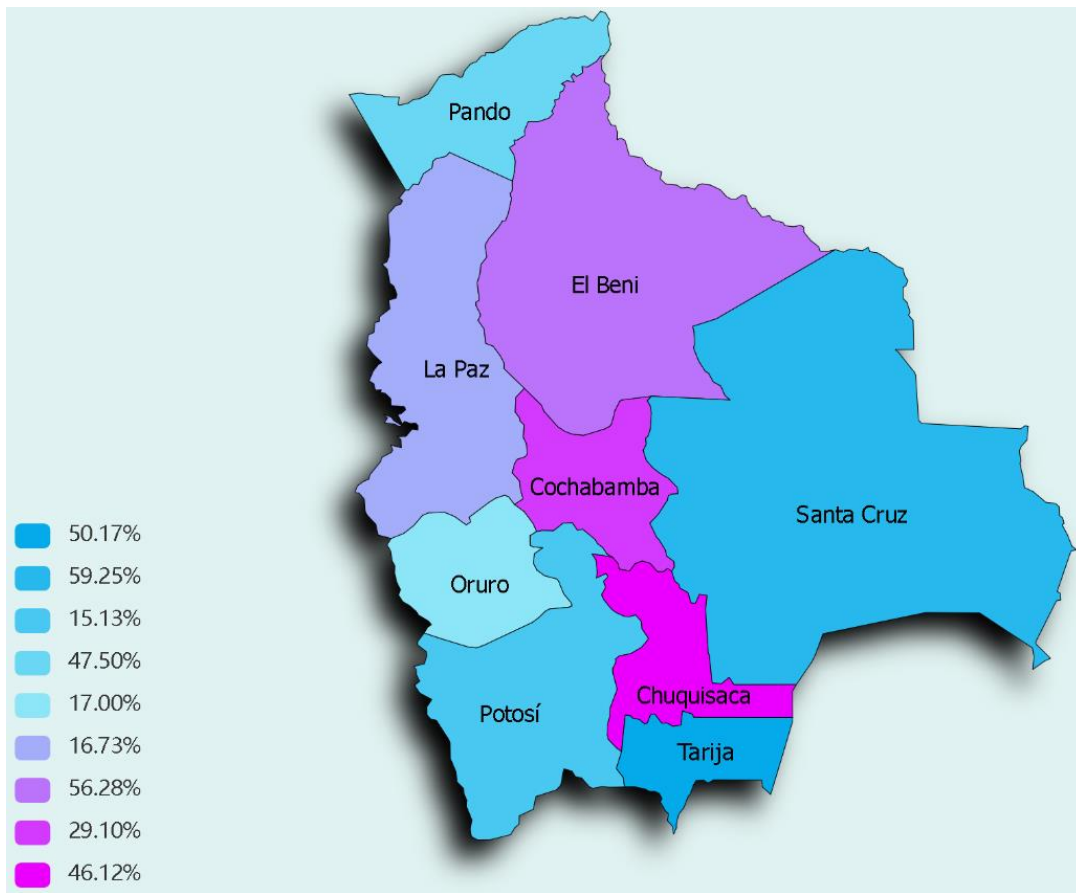 Pando
El Beni
La Paz
Cochabamba
Santa Cruz
Oruro
Chuquisaca
Potosí
Tarija
50.17%
59.25%
15.13%
47.50%
17.00%
16.73%
56.28%
29.10%
46.12%